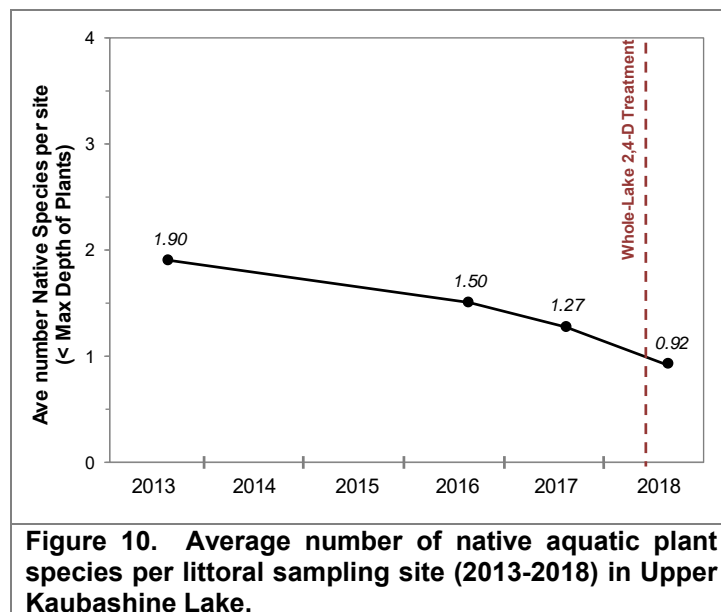 4
3
2
1
0
Ave number Native Species per site
(< Max Depth of Plants)
1.90
1.50
1.27
0.92
Whole-Lake 2,4-D Treatment
2013 2014 2015 2016 2017 2018
Figure 10. Average number of native aquatic plant
species per littoral sampling site (2013-2018) in Upper
Kaubashine Lake.